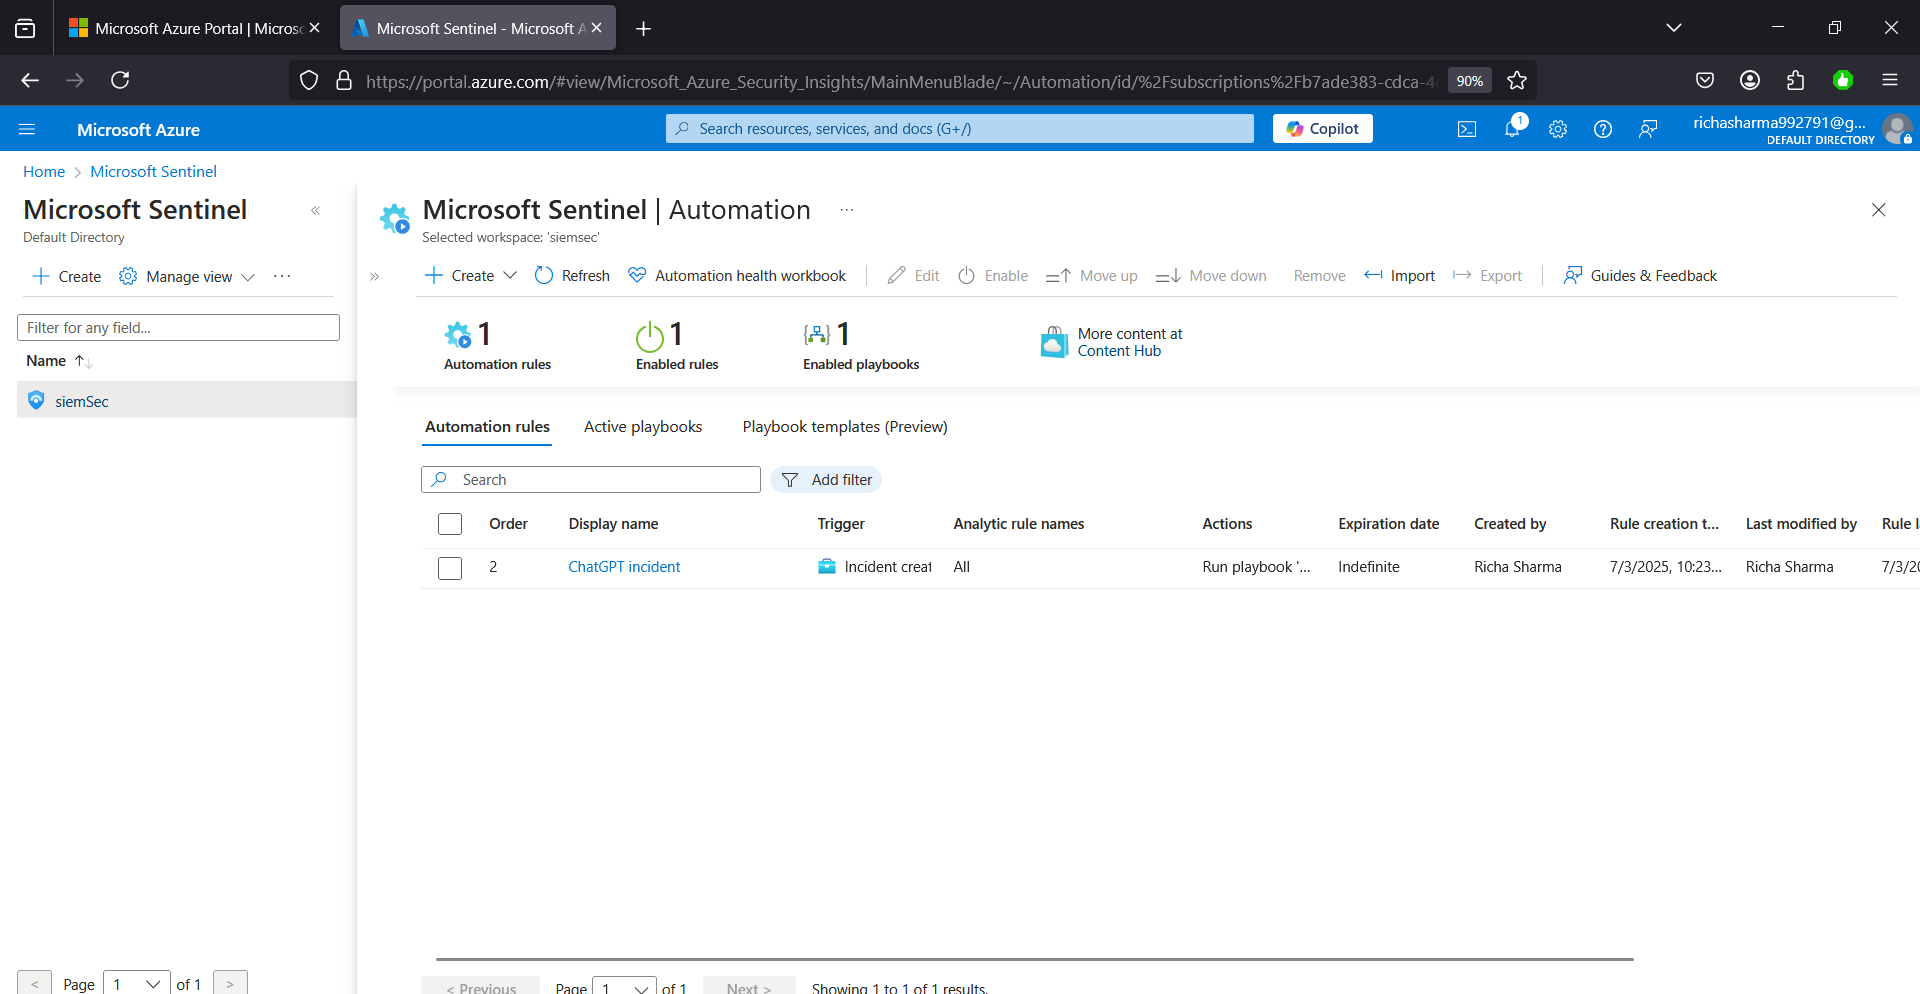 Microsoft Azure Portal | Microsc
Microsoft Sentinel - Microsoft A
https://portal.azure.com/#view/Microsoft_Azure_Security_Insights/MainMenuBlade/~/Automation/id/%2Fsubscriptions%2Fb7ade383-cdca-4
90%
Microsoft Azure
Search resources, services, and docs (G+/)
Copilot
1
richasharma992791@g...
DEFAULT DIRECTORY
Home > Microsoft Sentinel
Microsoft Sentinel
«
Default Directory
Create
Manage view
...
Filter for any field...
Name ↑↓
siemSec
< Page 1 of 1 >
Microsoft Sentinel | Automation ...
Selected workspace: 'siemsec'
»
Create
Refresh
Automation health workbook
Edit
Enable
Move up
Move down
Remove
Import
Export
Guides & Feedback
1
Automation rules
1
Enabled rules
1
Enabled playbooks
More content at
Content Hub
Automation rules
Active playbooks
Playbook templates (Preview)
Search
Add filter
Order Display name Trigger Analytic rule names Actions Expiration date Created by Rule creation t... Last modified by Rule l
2 ChatGPT incident Incident creat All Run playbook '... Indefinite Richa Sharma 7/3/2025, 10:23... Richa Sharma 7/3/20
< Previous Page 1 of 1 Next > Showing 1 to 1 of 1 results.